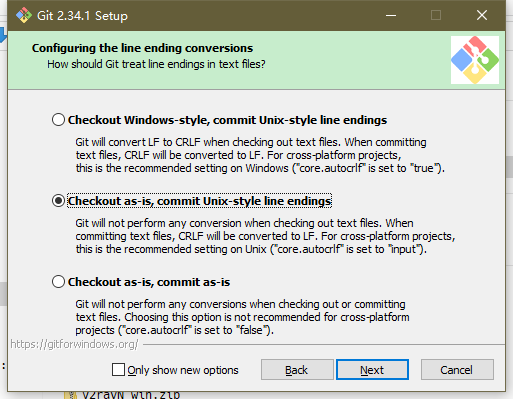 Git 2.34.1 Setup
Configuring the line ending conversions
How should Git treat line endings in text files?
Checkout Windows-style, commit Unix-style line endings
Git will convert LF to CRLF when checking out text files. When committing
text files, CRLF will be converted to LF. For cross-platform projects,
this is the recommended setting on Windows ("core.autocrlf" is set to "true").
Checkout as-is, commit Unix-style line endings
Git will not perform any conversion when checking out text files. When
committing text files, CRLF will be converted to LF. For cross-platform projects,
this is the recommended setting on Unix ("core.autocrlf" is set to "input").
Checkout as-is, commit as-is
Git will not perform any conversions when checking out or committing
text files. Choosing this option is not recommended for cross-platform
projects ("core.autocrlf" is set to "false").
https://gitforwindows.org/
Only show new options
Back
Next
Cancel
v2rayN win.zip